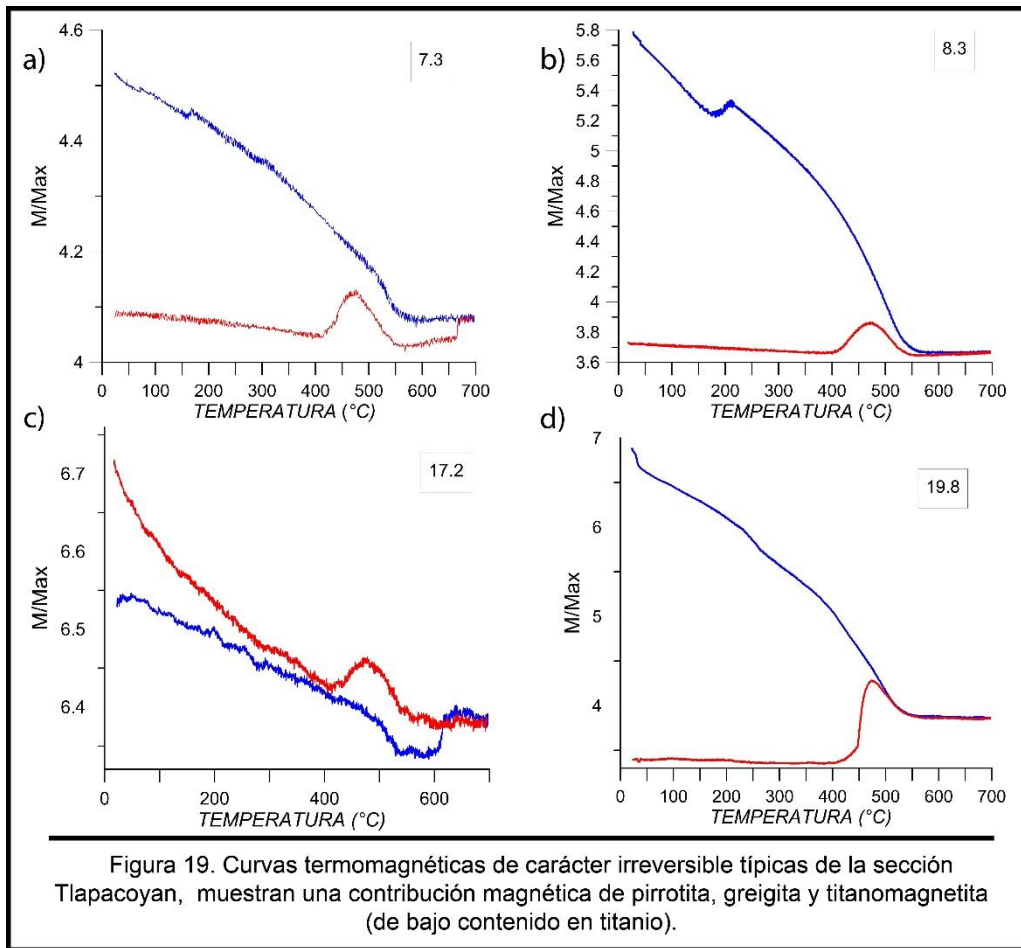 a)
7.3
4.6
4.4
4.2
4
M/Max
0 100 200 300 400 500 600 700
TEMPERATURA (°C)
b)
8.3
5.8
5.6
5.4
5.2
5
4.8
4.6
4.4
4.2
4
3.8
3.6
M/Max
0 100 200 300 400 500 600 700
TEMPERATURA (°C)
c)
17.2
6.7
6.6
6.5
6.4
M/Max
0 200 400 600
TEMPERATURA (°C)
d)
19.8
7
6
5
4
M/Max
0 100 200 300 400 500 600 700
TEMPERATURA (°C)
Figura 19. Curvas termomagnéticas de carácter irreversible típicas de la sección
Tlapacoyan, muestran una contribución magnética de pirrotita, greigita y titanomagnetita
(de bajo contenido en titanio).